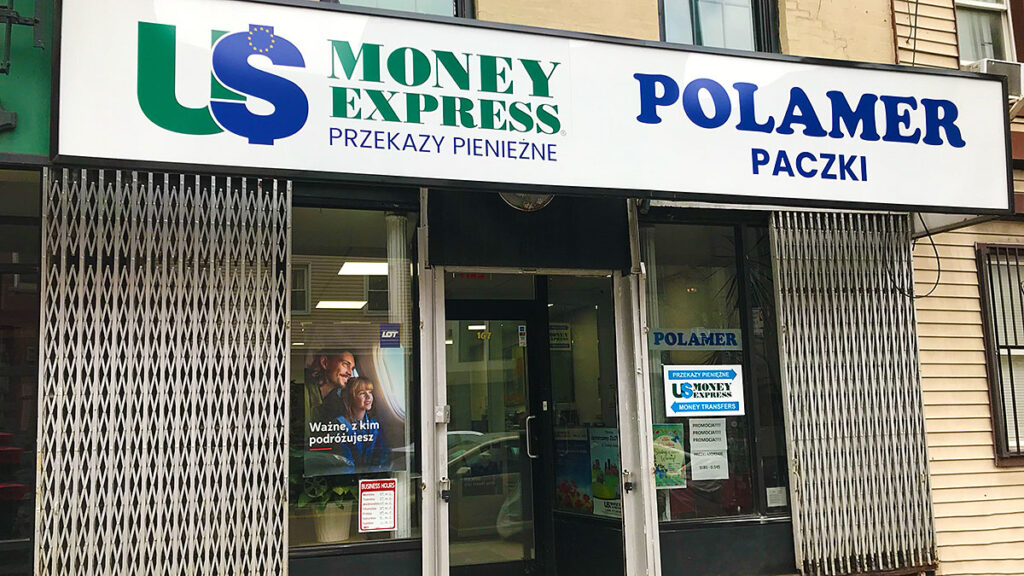 US MONEY
EXPRESS®
PRZEKAZY PIENIĘŻNE
POLAMER
PACZKI
LOT
Ważne, z kim
podróżujesz
BUSINESS HOURS
POLAMER
PRZEKAZY PIENIĘŻNE
US MONEY
EXPRESS
MONEY TRANSFERS
PROMOCJA!!!!
PROMOCJA!!!!
PROMOCJA!!!!